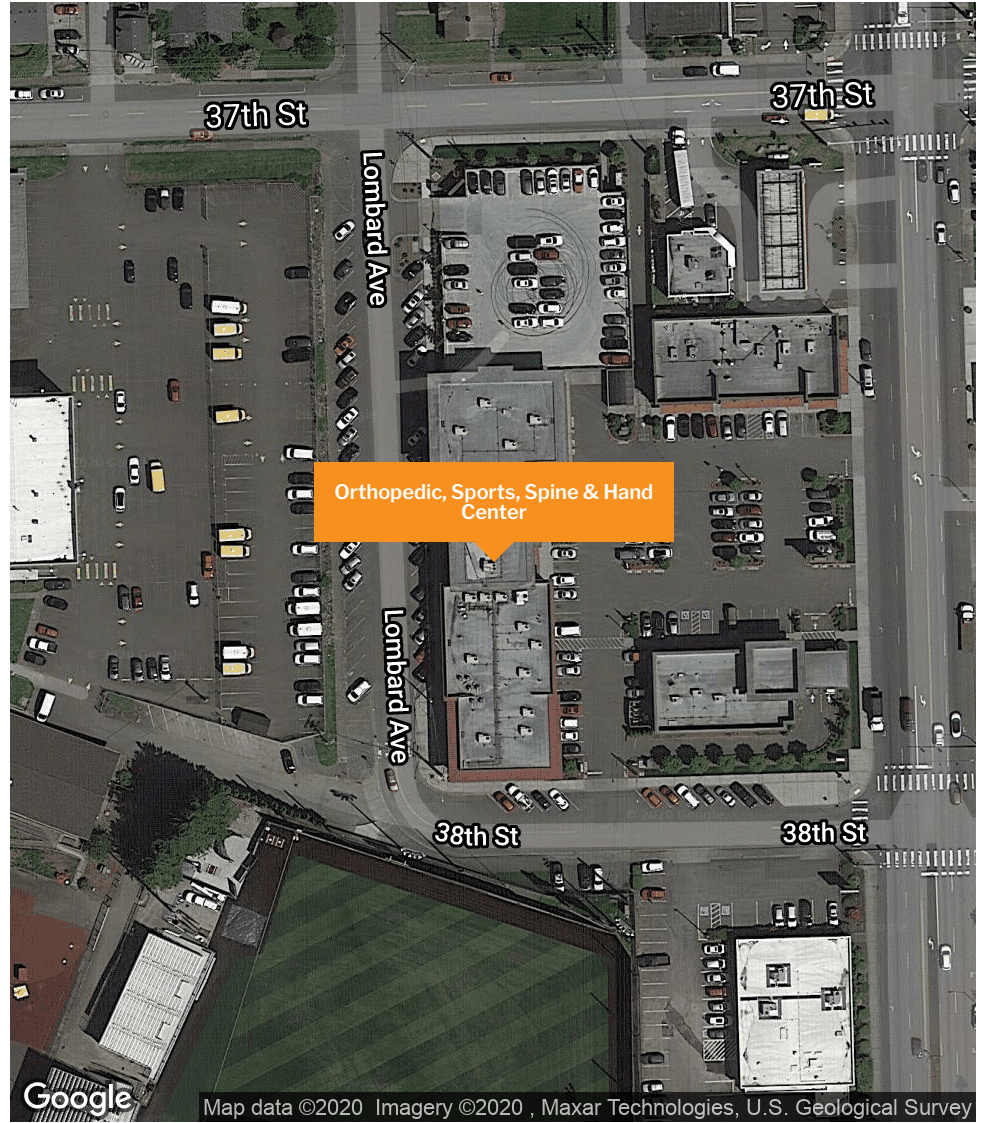 37th St
37th St
Lombard Ave
Orthopedic, Sports, Spine & Hand
Center
Lombard Ave
38th St
38th St
Google
Map data ©2020 Imagery ©2020 , Maxar Technologies, U.S. Geological Survey